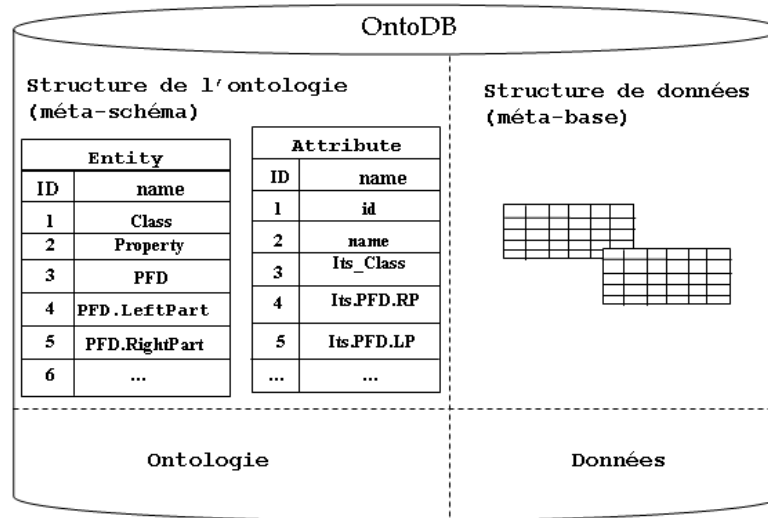 OntoDB
Structure de l'ontologie
(méta-schéma)
Entity
ID name
1 Class
2 Property
3 PFD
4 PFD.LeftPart
5 PFD.RightPart
6 ...
Attribute
ID name
1 id
2 name
3 Its_Class
4 Its.PFD.RP
5 Its.PFD.LP
... ...
Structure de données
(méta-base)
Ontologie
Données